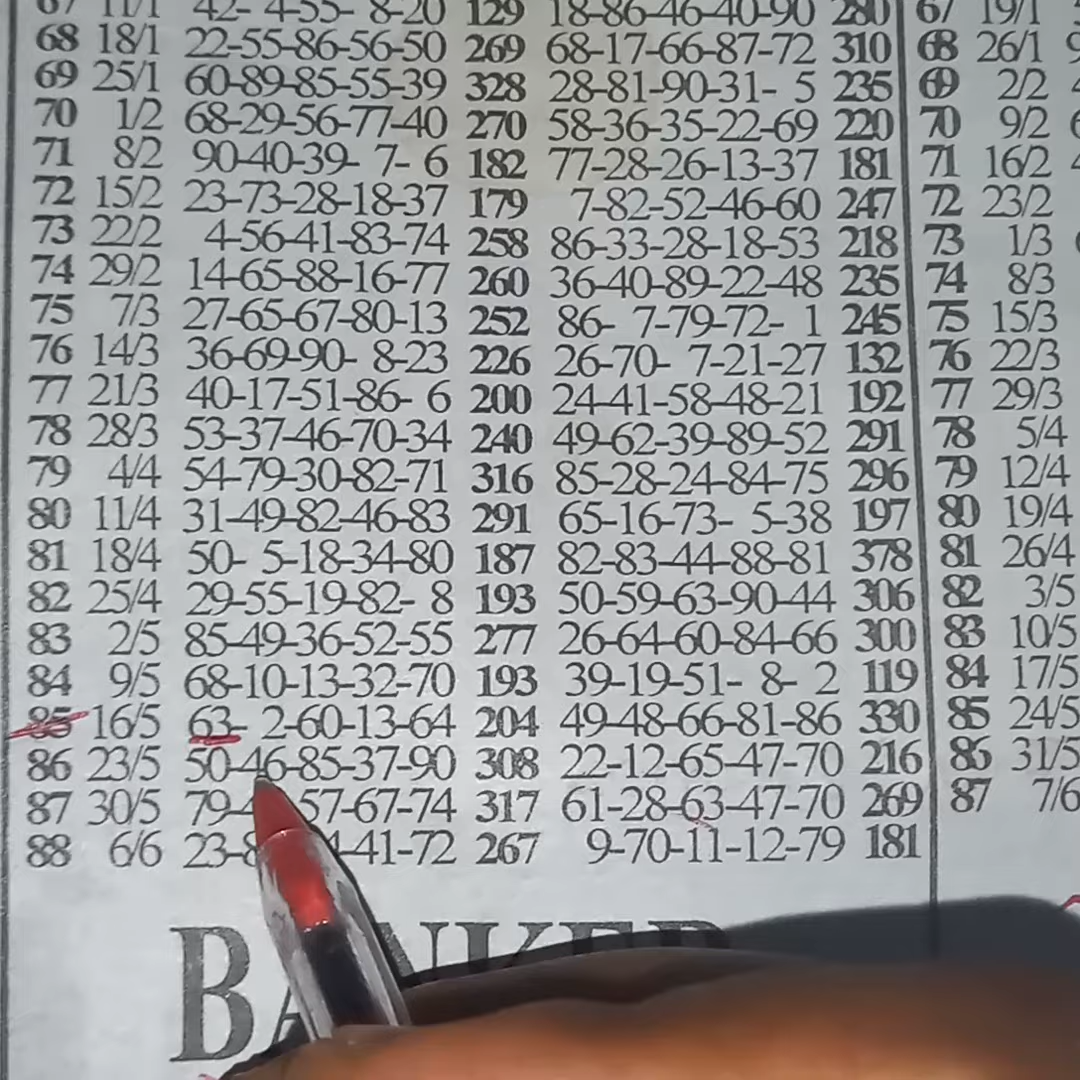 67 11/1 42- 4-55- 8-20 129 18-86-46-40-90 280 67 19/1
68 18/1 22-55-86-56-50 269 68-17-66-87-72 310 68 26/1
69 25/1 60-89-85-55-39 328 28-81-90-31- 5 235 69 2/2
70 1/2 68-29-56-77-40 270 58-36-35-22-69 220 70 9/2
71 8/2 90-40-39- 7- 6 182 77-28-26-13-37 181 71 16/2
72 15/2 23-73-28-18-37 179 7-82-52-46-60 247 72 23/2
73 22/2 4-56-41-83-74 258 86-33-28-18-53 218 73 1/3
74 29/2 14-65-88-16-77 260 36-40-89-22-48 235 74 8/3
75 7/3 27-65-67-80-13 252 86- 7-79-72- 1 245 75 15/3
76 14/3 36-69-90- 8-23 226 26-70- 7-21-27 132 76 22/3
77 21/3 40-17-51-86- 6 200 24-41-58-48-21 192 77 29/3
78 28/3 53-37-46-70-34 240 49-62-39-89-52 291 78 5/4
79 4/4 54-79-30-82-71 316 85-28-24-84-75 296 79 12/4
80 11/4 31-49-82-46-83 291 65-16-73- 5-38 197 80 19/4
81 18/4 50- 5-18-34-80 187 82-83-44-88-81 378 81 26/4
82 25/4 29-55-19-82- 8 193 50-59-63-90-44 306 82 3/5
83 2/5 85-49-36-52-55 277 26-64-60-84-66 300 83 10/5
84 9/5 68-10-13-32-70 193 39-19-51- 8- 2 119 84 17/5
85 16/5 63- 2-60-13-64 204 49-48-66-81-86 330 85 24/5
86 23/5 50-46-85-37-90 308 22-12-65-47-70 216 86 31/5
87 30/5 79- 57-67-74 317 61-28-63-47-70 269 87 7/6
88 6/6 23- -41-72 267 9-70-11-12-79 181
BANKER